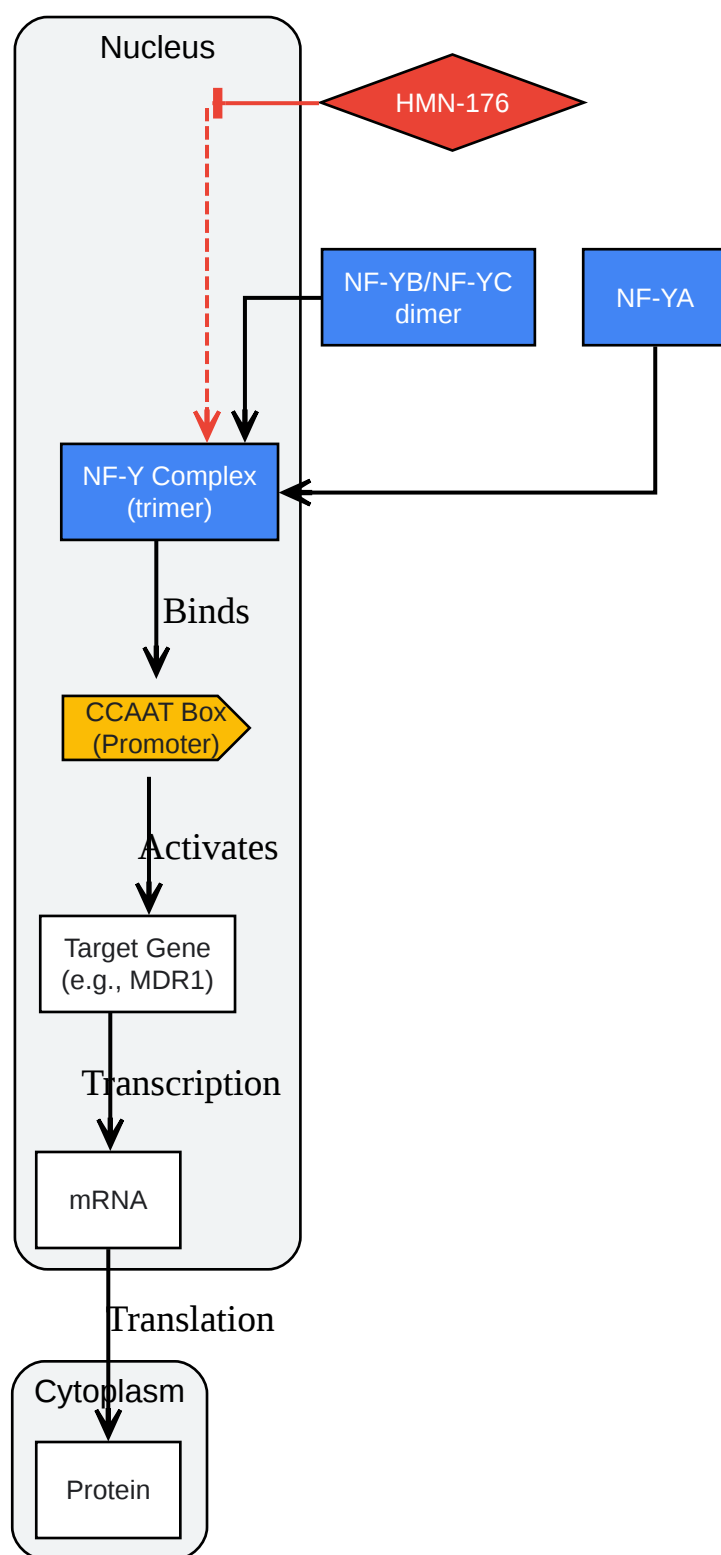 Nucleus
HMN-176
NF-YB/NF-YC
dimer
NF-YA
NF-Y Complex
(trimer)
Binds
CCAAT Box
(Promoter)
Activates
Target Gene
(e.g., MDR1)
Transcription
mRNA
Translation
Cytoplasm
Protein